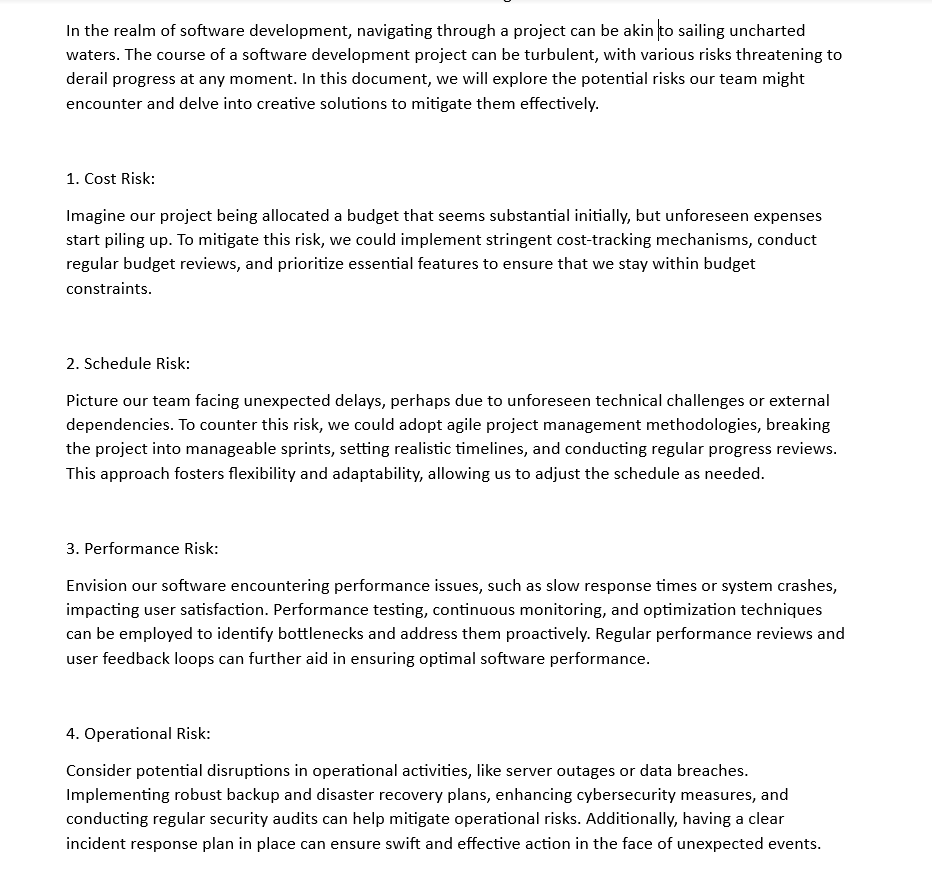 In the realm of software development, navigating through a project can be akin to sailing uncharted
waters. The course of a software development project can be turbulent, with various risks threatening to
derail progress at any moment. In this document, we will explore the potential risks our team might
encounter and delve into creative solutions to mitigate them effectively.
1. Cost Risk:
Imagine our project being allocated a budget that seems substantial initially, but unforeseen expenses
start piling up. To mitigate this risk, we could implement stringent cost-tracking mechanisms, conduct
regular budget reviews, and prioritize essential features to ensure that we stay within budget
constraints.
2. Schedule Risk:
Picture our team facing unexpected delays, perhaps due to unforeseen technical challenges or external
dependencies. To counter this risk, we could adopt agile project management methodologies, breaking
the project into manageable sprints, setting realistic timelines, and conducting regular progress reviews.
This approach fosters flexibility and adaptability, allowing us to adjust the schedule as needed.
3. Performance Risk:
Envision our software encountering performance issues, such as slow response times or system crashes,
impacting user satisfaction. Performance testing, continuous monitoring, and optimization techniques
can be employed to identify bottlenecks and address them proactively. Regular performance reviews and
user feedback loops can further aid in ensuring optimal software performance.
4. Operational Risk:
Consider potential disruptions in operational activities, like server outages or data breaches.
Implementing robust backup and disaster recovery plans, enhancing cybersecurity measures, and
conducting regular security audits can help mitigate operational risks. Additionally, having a clear
incident response plan in place can ensure swift and effective action in the face of unexpected events.